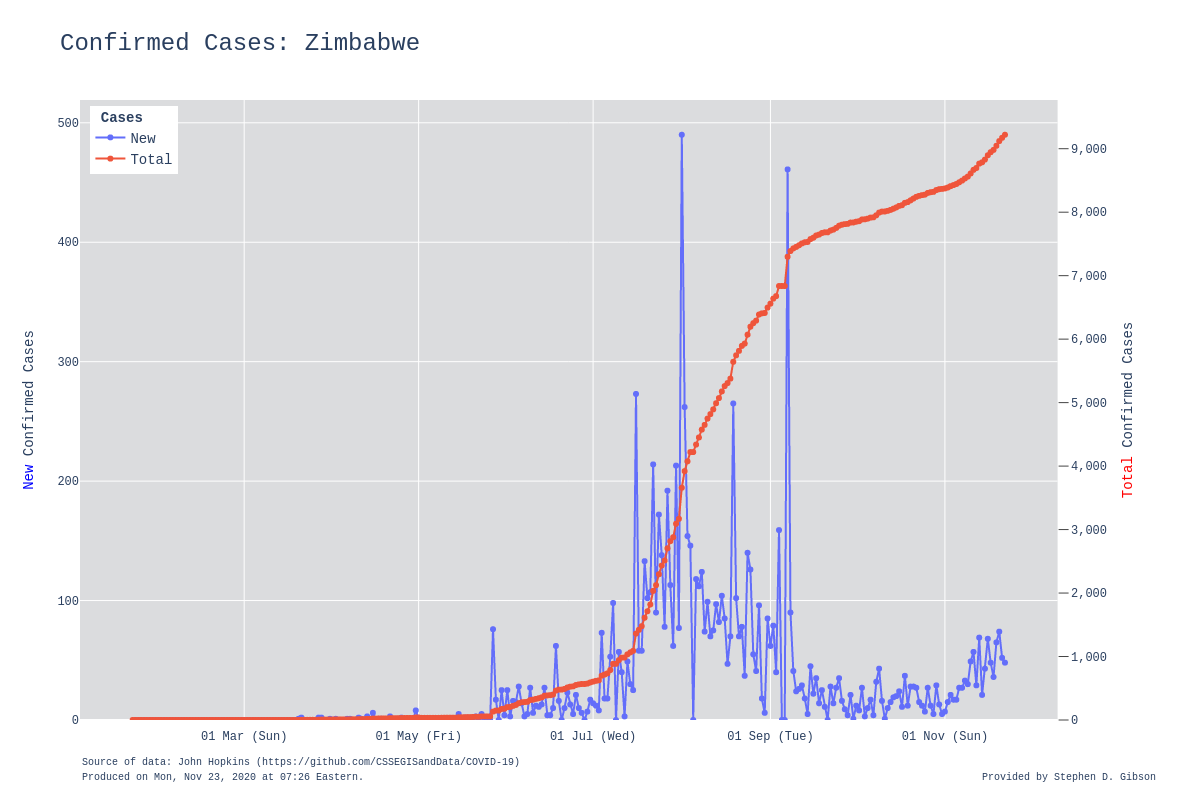 Confirmed Cases: Zimbabwe
Cases
New
Total
500
400
300
200
100
0
9,000
8,000
7,000
6,000
5,000
4,000
3,000
2,000
1,000
0
New Confirmed Cases
Total Confirmed Cases
01 Mar (Sun)
01 May (Fri)
01 Jul (Wed)
01 Sep (Tue)
01 Nov (Sun)
Source of data: John Hopkins (https://github.com/CSSEGISandData/COVID-19)
Produced on Mon, Nov 23, 2020 at 07:26 Eastern.
Provided by Stephen D. Gibson